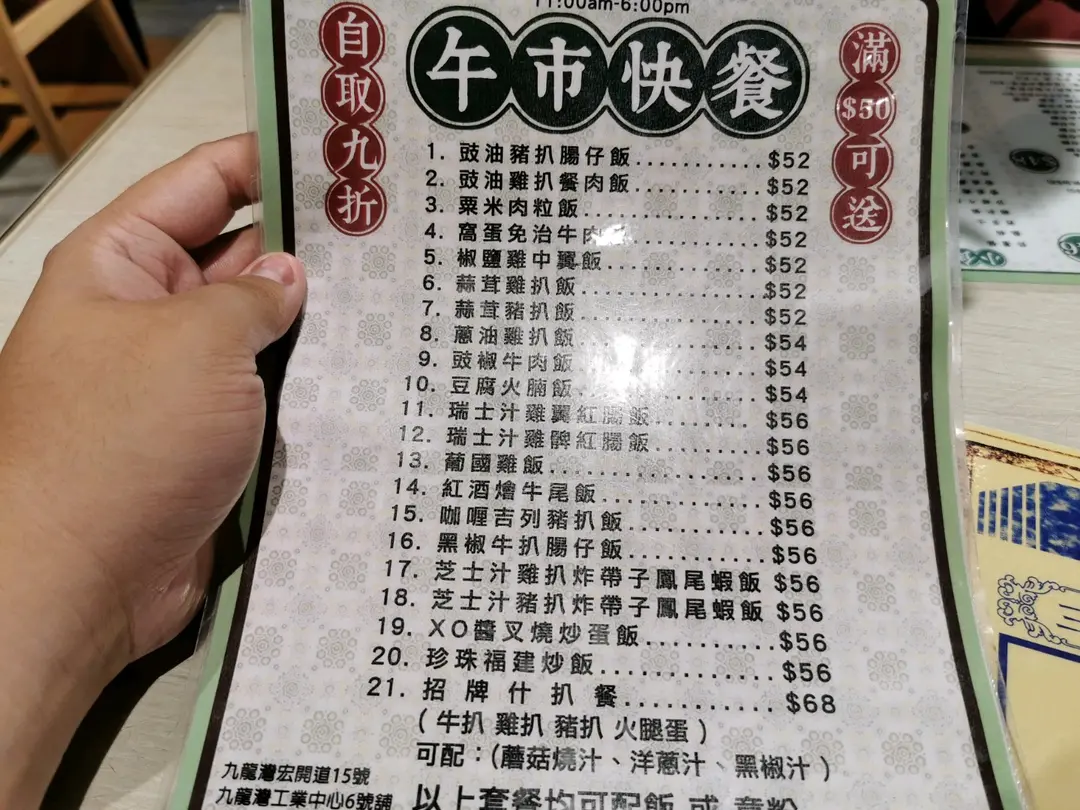 11:00am-6:00pm
午市快餐
自取九折
滿$50可送
1. 豉油豬扒腸仔飯............$52
2. 豉油雞扒餐肉飯............$52
3. 粟米肉粒飯................$52
4. 窩蛋免治牛肉............$52
5. 椒鹽雞中翼飯..............$52
6. 蒜茸雞扒飯................$52
7. 蒜茸豬扒飯................$52
8. 蔥油雞扒飯................$54
9. 豉椒牛肉飯................$54
10. 豆腐火腩飯................$54
11. 瑞士汁雞翼紅腸飯..........$56
12. 瑞士汁雞髀紅腸飯..........$56
13. 葡國雞飯..................$56
14. 紅酒燴牛尾飯..............$56
15. 咖喱吉列豬扒飯............$56
16. 黑椒牛扒腸仔飯............$56
17. 芝士汁雞扒炸帶子鳳尾蝦飯 $56
18. 芝士汁豬扒炸帶子鳳尾蝦飯 $56
19. XO醬叉燒炒蛋飯............$56
20. 珍珠福建炒飯..............$56
21. 招牌什扒餐..............$68
(牛扒 雞扒 豬扒 火腿蛋)
可配：(蘑菇燒汁、洋蔥汁、黑椒汁)
九龍灣宏開道15號
九龍灣工業中心6號舖
以上套餐均可配飯 或 意粉